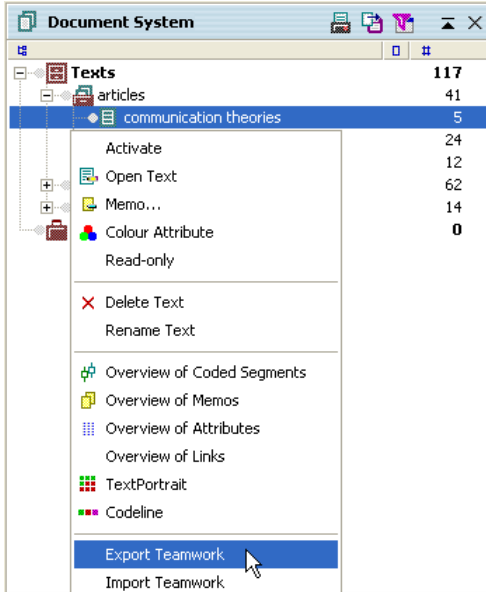 Document System
#
Texts 117
articles 41
communication theories 5
24
Activate
12
Open Text
62
Memo...
14
Colour Attribute
0
Read-only
Delete Text
Rename Text
Overview of Coded Segments
Overview of Memos
Overview of Attributes
Overview of Links
TextPortrait
Codeline
Export Teamwork
Import Teamwork